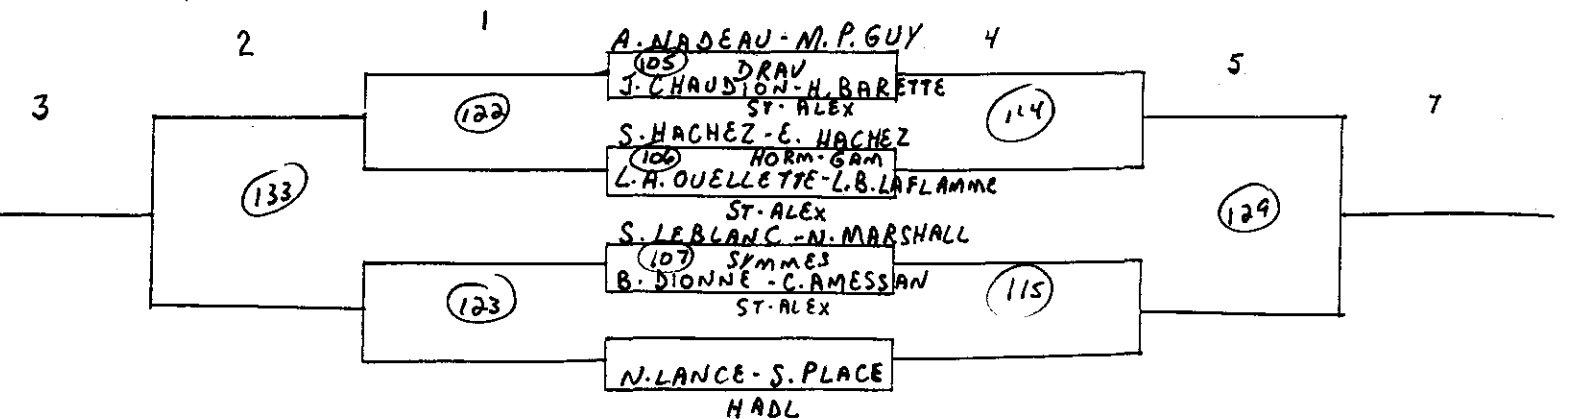 1
2
3
4
5
7
A. NADEAU - M. P. GUY
105
DRAV
J. CHAUDION - H. BARETTE
ST-ALEX
122
114
S. HACHEZ - E. HACHEZ
106 HORM-GAM
L.A. OUELLETTE - L.B. LAFLAMME
ST-ALEX
133
129
S. LEBLANC - N. MARSHALL
107 SYMMES
B. DIONNE - C. AMESSAN
ST-ALEX
123
115
N. LANCE - S. PLACE
HADL